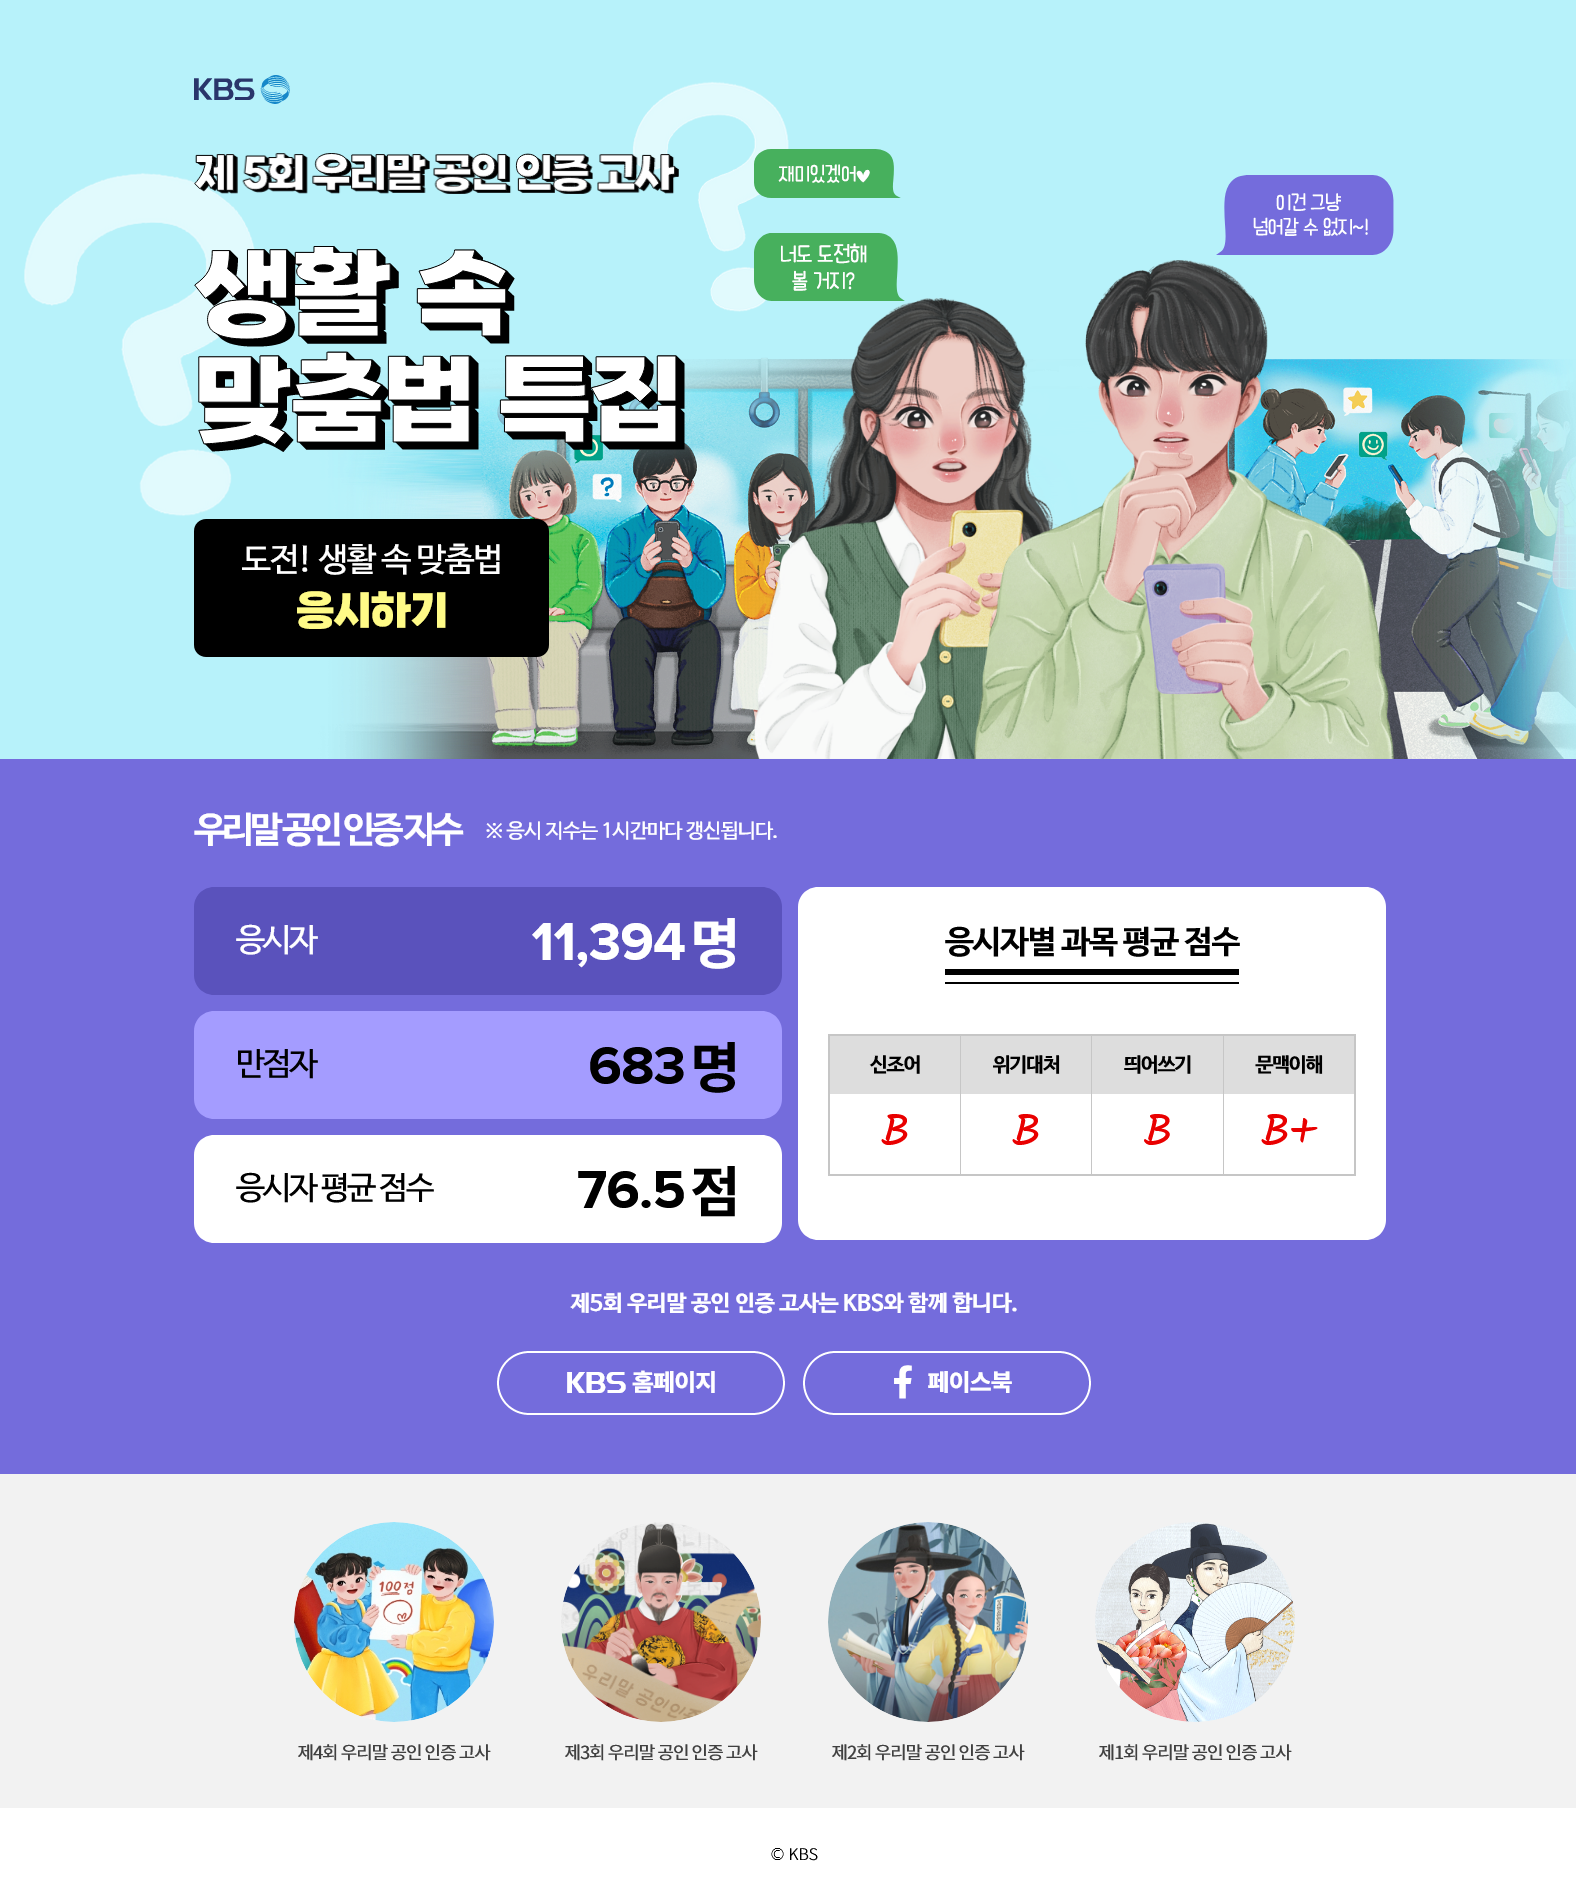 KBS
제 5회 우리말 공인 인증 고사
생활 속
맞춤법 특집
재미있겠어♥
너도 도전해
볼 거지?
이건 그냥
넘어갈 수 없지~!
?
도전! 생활 속 맞춤법
응시하기
우리말 공인 인증 지수
※ 응시 지수는 1시간마다 갱신됩니다.
응시자 11,394 명
만점자 683 명
응시자 평균 점수 76.5 점
응시자별 과목 평균 점수
신조어 위기대처 띄어쓰기 문맥이해
B B B B+
제5회 우리말 공인 인증 고사는 KBS와 함께 합니다.
KBS 홈페이지
f 페이스북
100점
우리말 공인인증
제4회 우리말 공인 인증 고사
제3회 우리말 공인 인증 고사
제2회 우리말 공인 인증 고사
제1회 우리말 공인 인증 고사
© KBS